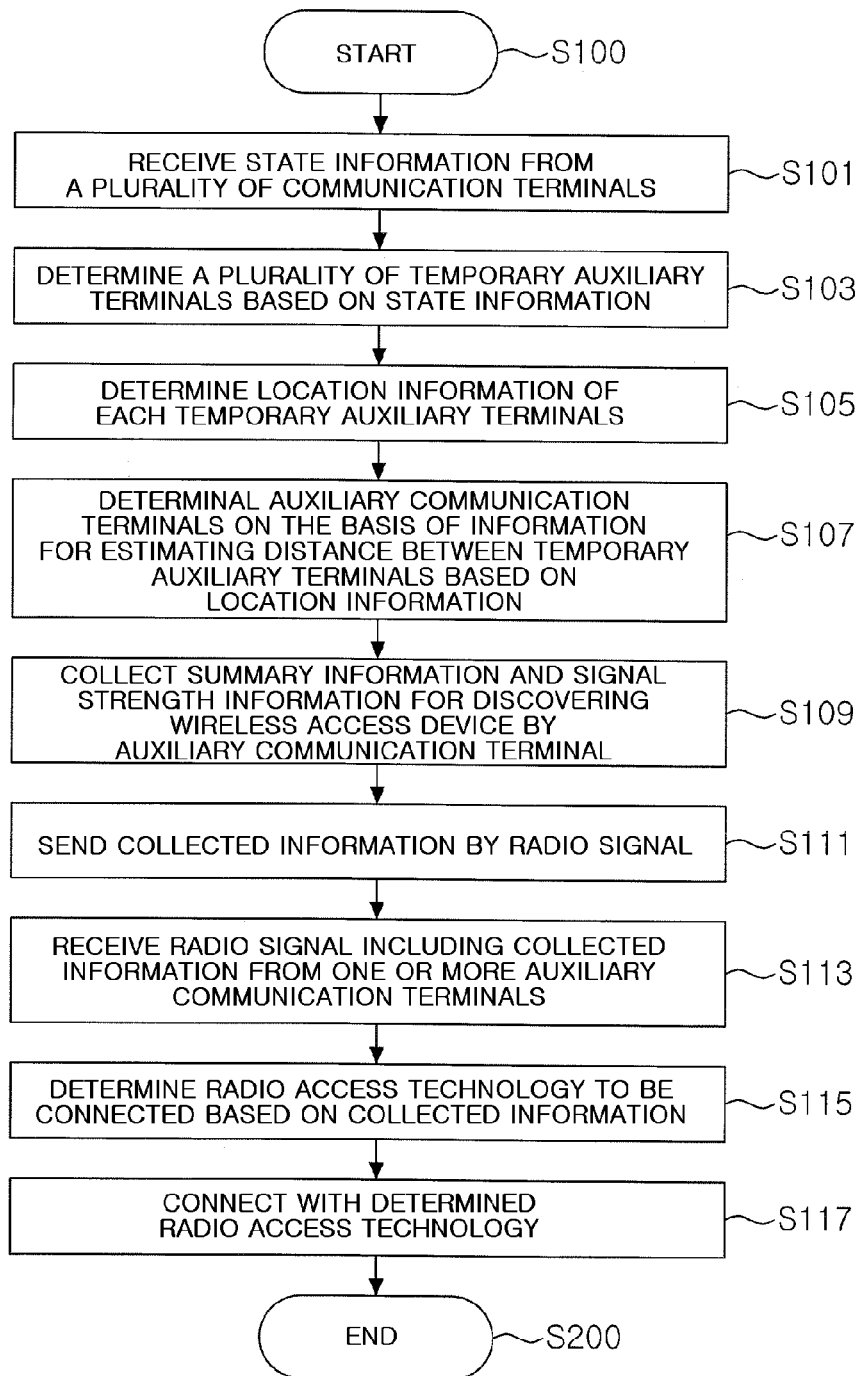 START
S100
RECEIVE STATE INFORMATION FROM
A PLURALITY OF COMMUNICATION TERMINALS
S101
DETERMINE A PLURALITY OF TEMPORARY AUXILIARY
TERMINALS BASED ON STATE INFORMATION
S103
DETERMINE LOCATION INFORMATION OF
EACH TEMPORARY AUXILIARY TERMINALS
S105
DETERMINAL AUXILIARY COMMUNICATION
TERMINALS ON THE BASIS OF INFORMATION
FOR ESTIMATING DISTANCE BETWEEN TEMPORARY
AUXILIARY TERMINALS BASED ON
LOCATION INFORMATION
S107
COLLECT SUMMARY INFORMATION AND SIGNAL
STRENGTH INFORMATION FOR DISCOVERING
WIRELESS ACCESS DEVICE BY
AUXILIARY COMMUNICATION TERMINAL
S109
SEND COLLECTED INFORMATION BY RADIO SIGNAL
S111
RECEIVE RADIO SIGNAL INCLUDING COLLECTED
INFORMATION FROM ONE OR MORE AUXILIARY
COMMUNICATION TERMINALS
S113
DETERMINE RADIO ACCESS TECHNOLOGY TO BE
CONNECTED BASED ON COLLECTED INFORMATION
S115
CONNECT WITH DETERMINED
RADIO ACCESS TECHNOLOGY
S117
END
S200